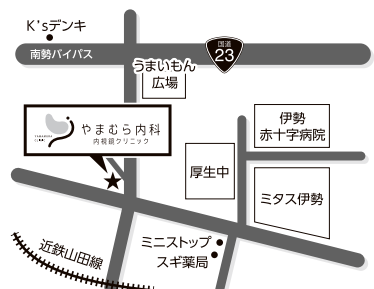 K'sデンキ
南勢バイパス
国道
23
うまいもん
広場
やまむら内科
内視鏡クリニック
伊勢
赤十字病院
厚生中
ミタス伊勢
ミニストップ
スギ薬局
近鉄山田線